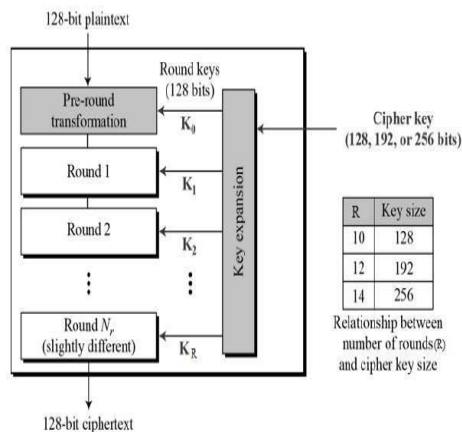 128-bit plaintext
Round keys
(128 bits)
Pre-round
transformation
K₀
Cipher key
(128, 192, or 256 bits)
Round 1
K₁
Key expansion
Round 2
K₂
R Key size
10 128
12 192
14 256
Relationship between
number of rounds(R)
and cipher key size
Round Nᵣ
(slightly different)
K_R
128-bit ciphertext